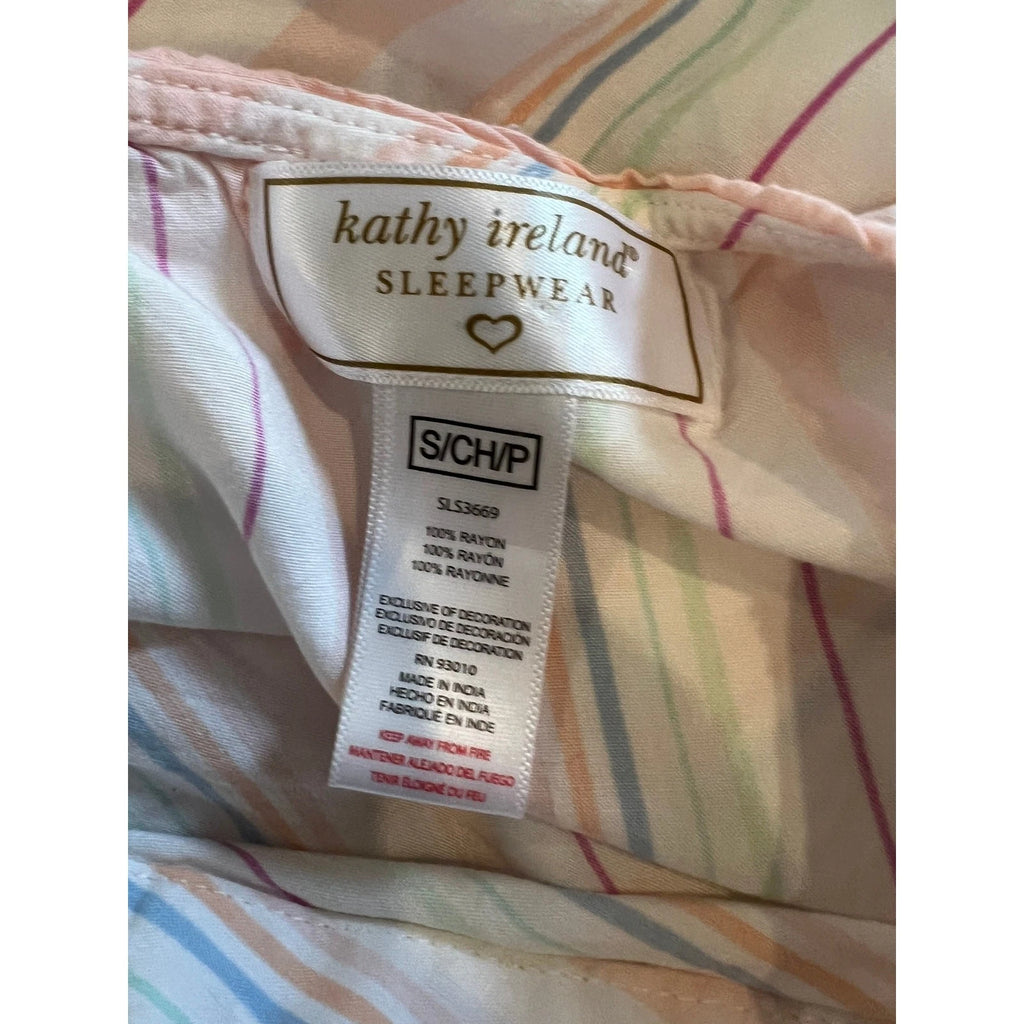 kathy ireland®
SLEEPWEAR
S/CH/P
SLS3669
100% RAYON
100% RAYÓN
100% RAYONNE
EXCLUSIVE OF DECORATION
EXCLUSIVO DE DECORACIÓN
EXCLUSIF DE DECORATION
RN 93010
MADE IN INDIA
HECHO EN INDIA
FABRIQUÉ EN INDE
KEEP AWAY FROM FIRE
MANTENER ALEJADO DEL FUEGO
TENIR ÉLOIGNÉ DU FEU